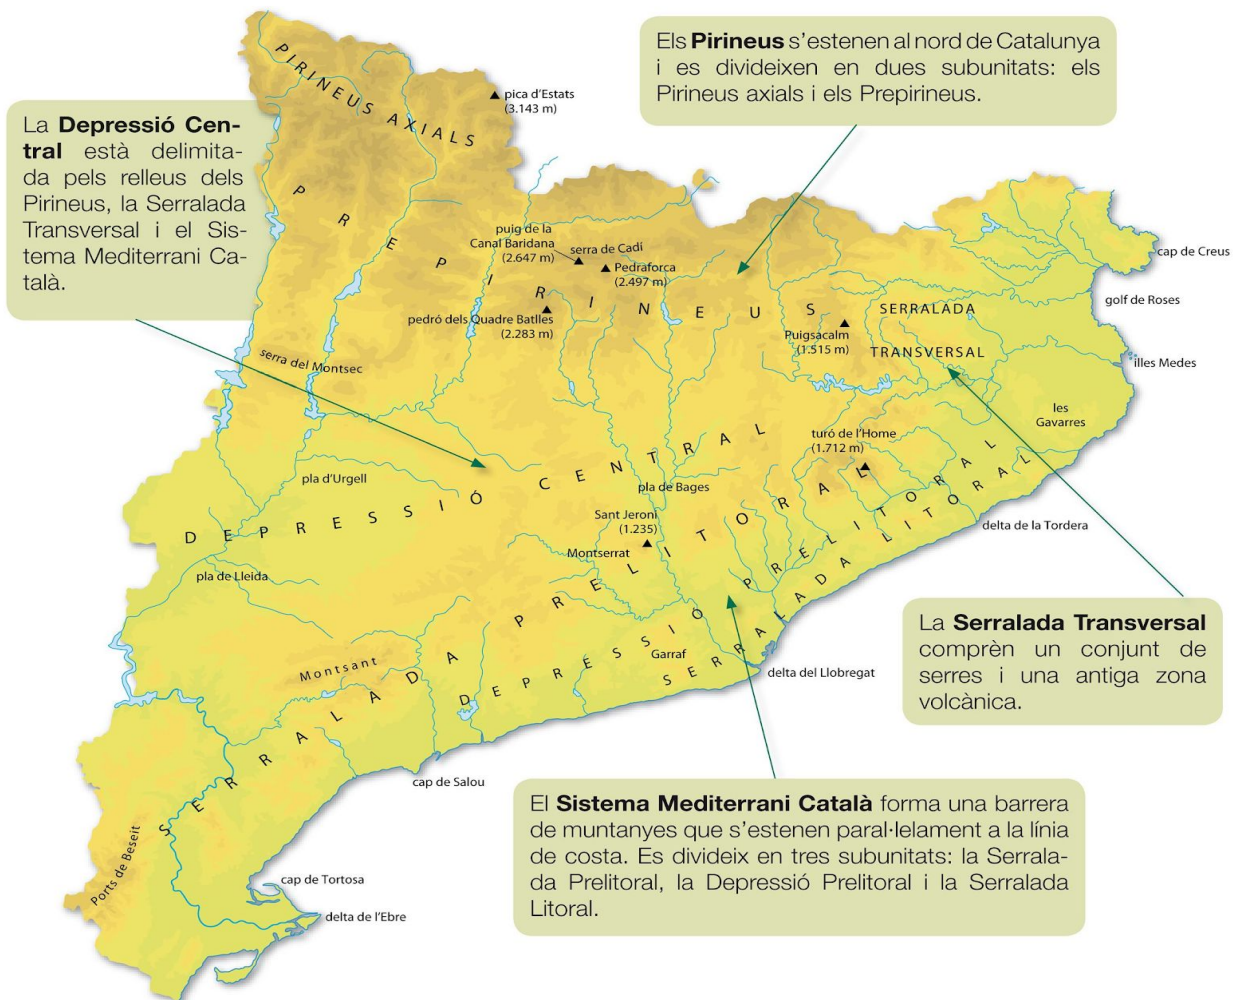 Els Pirineus s'estenen al nord de Catalunya
i es divideixen en dues subunitats: els
Pirineus axials i els Prepirineus.
La Depressió Cen-
tral està delimita-
da pels relleus dels
Pirineus, la Serralada
Transversal i el Sis-
tema Mediterrani Ca-
talà.
PIRINEUS AXIALS
pica d'Estats
(3.143 m)
PREPIRINEUS
puig de la
Canal Baridana
(2.647 m)
serra de Cadí
Pedraforca
(2.497 m)
pedró dels Quadre Batlles
(2.283 m)
cap de Creus
golf de Roses
SERRALADA
TRANSVERSAL
Puigsacalm
(1.515 m)
illes Medes
serra del Montsec
les
Gavarres
turó de l'Home
(1.712 m)
DEPRESSIÓ CENTRAL
pla d'Urgell
pla de Bages
Sant Jeroni
(1.235)
Montserrat
delta de la Tordera
pla de Lleida
SERRALADA PRELITORAL
DEPRESSIÓ PRELITORAL
SERRALADA LITORAL
Garraf
Montsant
delta del Llobregat
cap de Salou
Ports de Beseit
cap de Tortosa
delta de l'Ebre
La Serralada Transversal
comprèn un conjunt de
serres i una antiga zona
volcànica.
El Sistema Mediterrani Català forma una barrera
de muntanyes que s'estenen paral·lelament a la línia
de costa. Es divideix en tres subunitats: la Serrala-
da Prelitoral, la Depressió Prelitoral i la Serralada
Litoral.